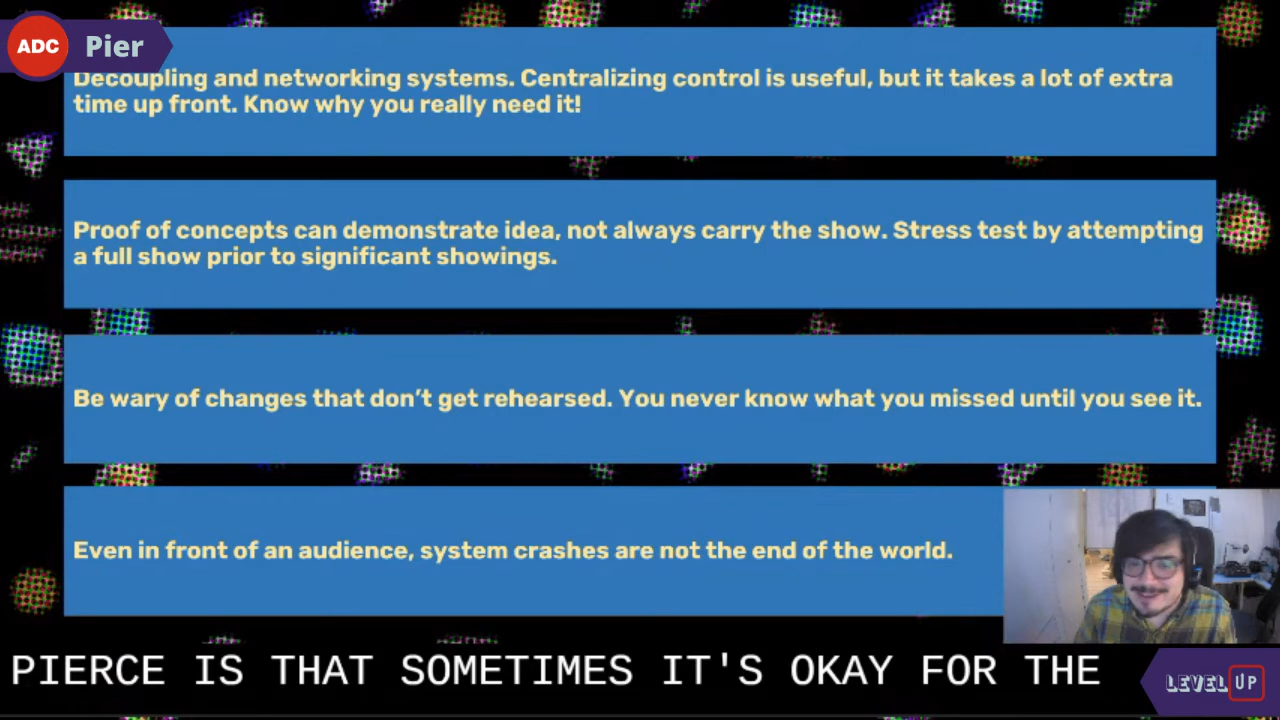 ADC
Pier
Decoupling and networking systems. Centralizing control is useful, but it takes a lot of extra
time up front. Know why you really need it!
Proof of concepts can demonstrate idea, not always carry the show. Stress test by attempting
a full show prior to significant showings.
Be wary of changes that don’t get rehearsed. You never know what you missed until you see it.
Even in front of an audience, system crashes are not the end of the world.
PIERCE IS THAT SOMETIMES IT'S OKAY FOR THE
LEVEL UP